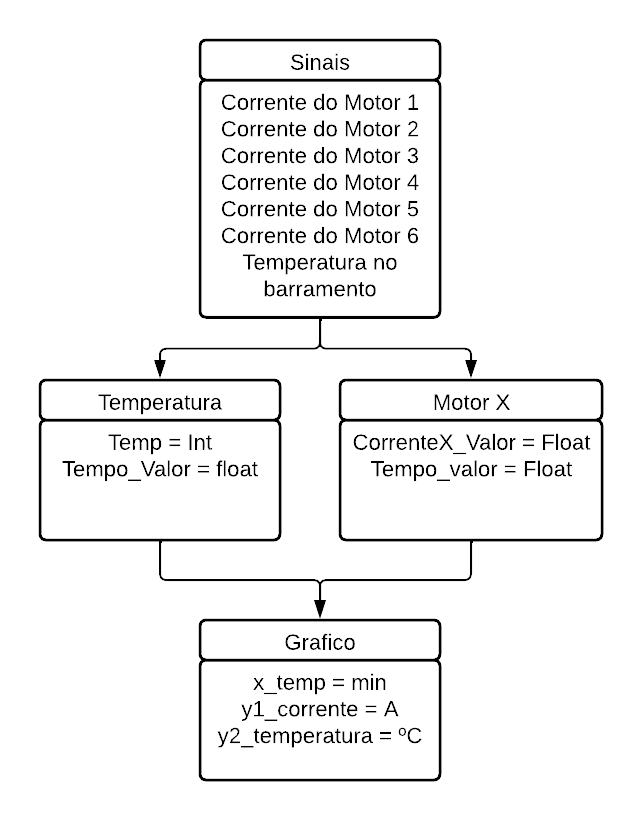 Sinais
Corrente do Motor 1
Corrente do Motor 2
Corrente do Motor 3
Corrente do Motor 4
Corrente do Motor 5
Corrente do Motor 6
Temperatura no
barramento
Temperatura
Temp = Int
Tempo_Valor = float
Motor X
CorrenteX_Valor = Float
Tempo_valor = Float
Grafico
x_temp = min
y1_corrente = A
y2_temperatura = ºC